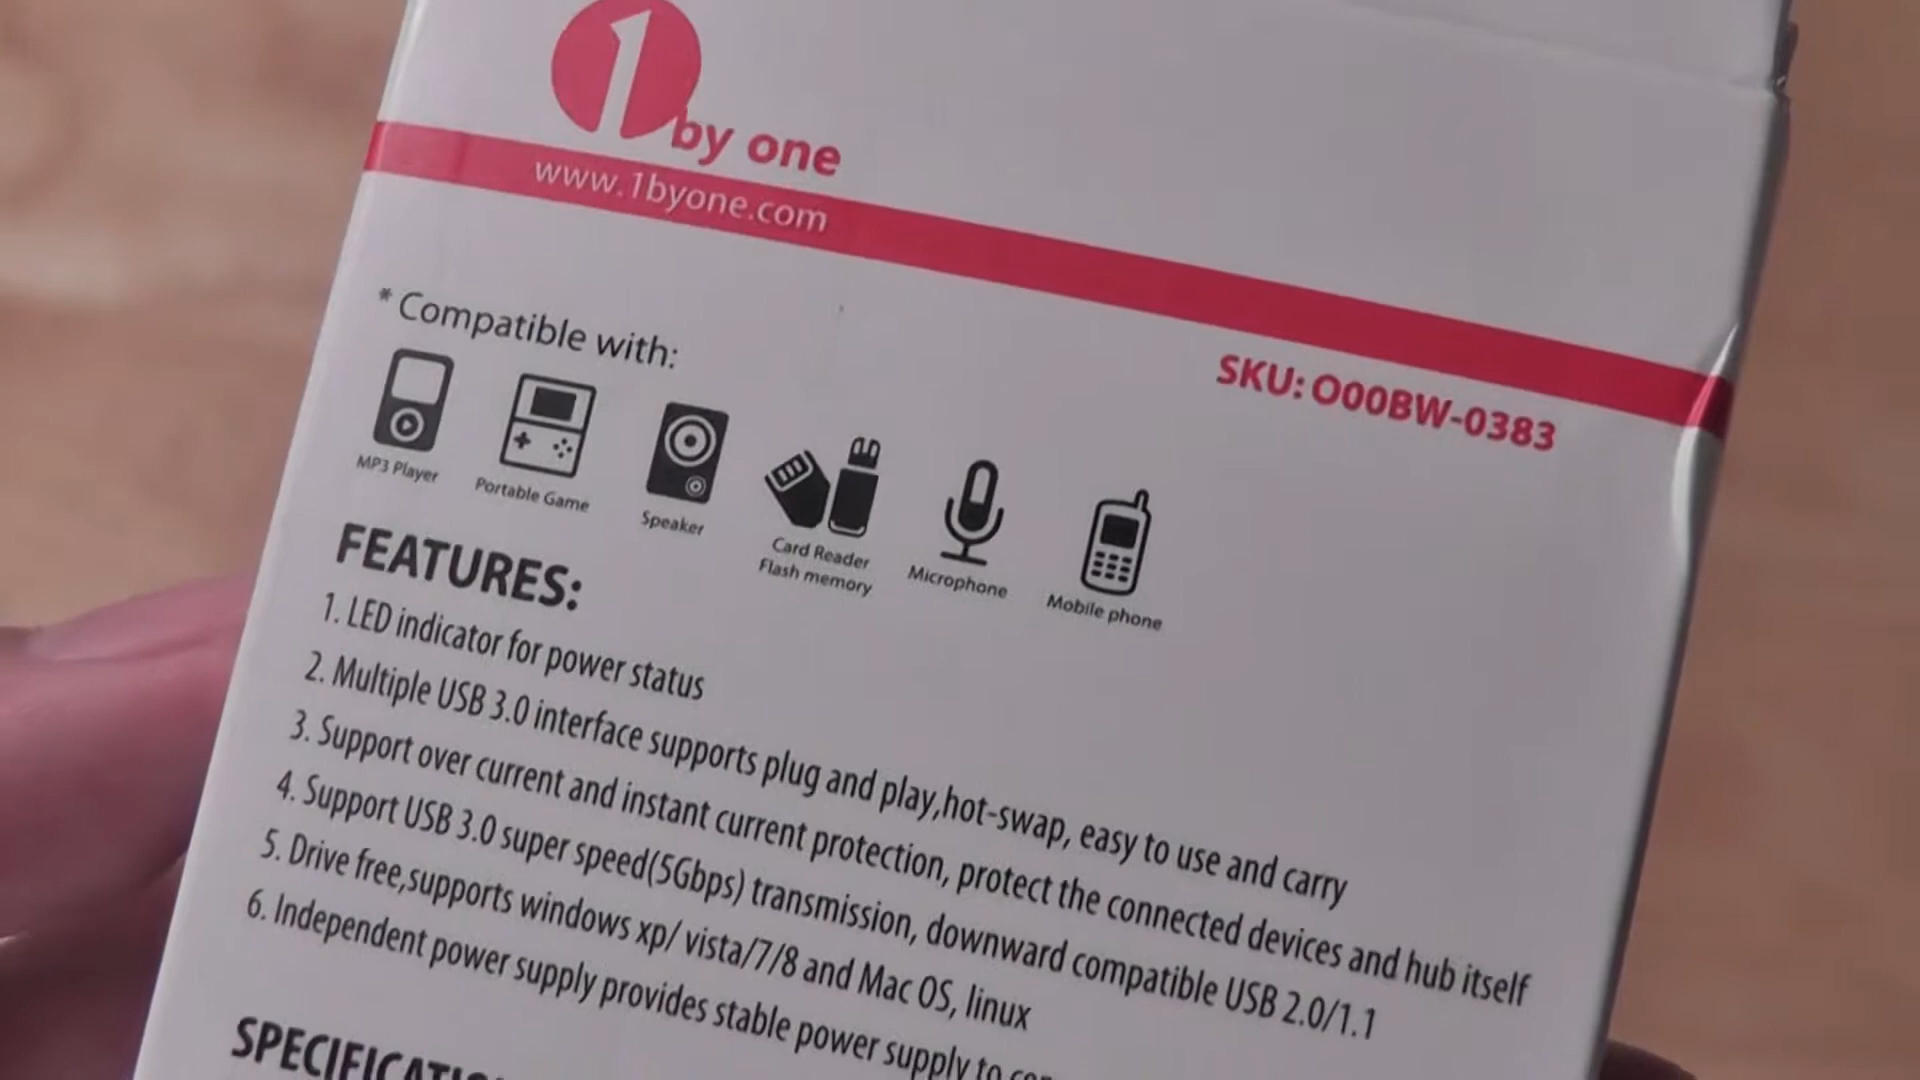 1 by one
www.1byone.com
SKU: O00BW-0383
* Compatible with:
MP3 Player
Portable Game
Speaker
Card Reader
Flash memory
Microphone
Mobile phone
FEATURES:
1. LED indicator for power status
2. Multiple USB 3.0 interface supports plug and play,hot-swap, easy to use and carry
3. Support over current and instant current protection, protect the connected devices and hub itself
4. Support USB 3.0 super speed(5Gbps) transmission, downward compatible USB 2.0/1.1
5. Drive free,supports windows xp/ vista/7/8 and Mac OS, linux
6. Independent power supply provides stable power supply to